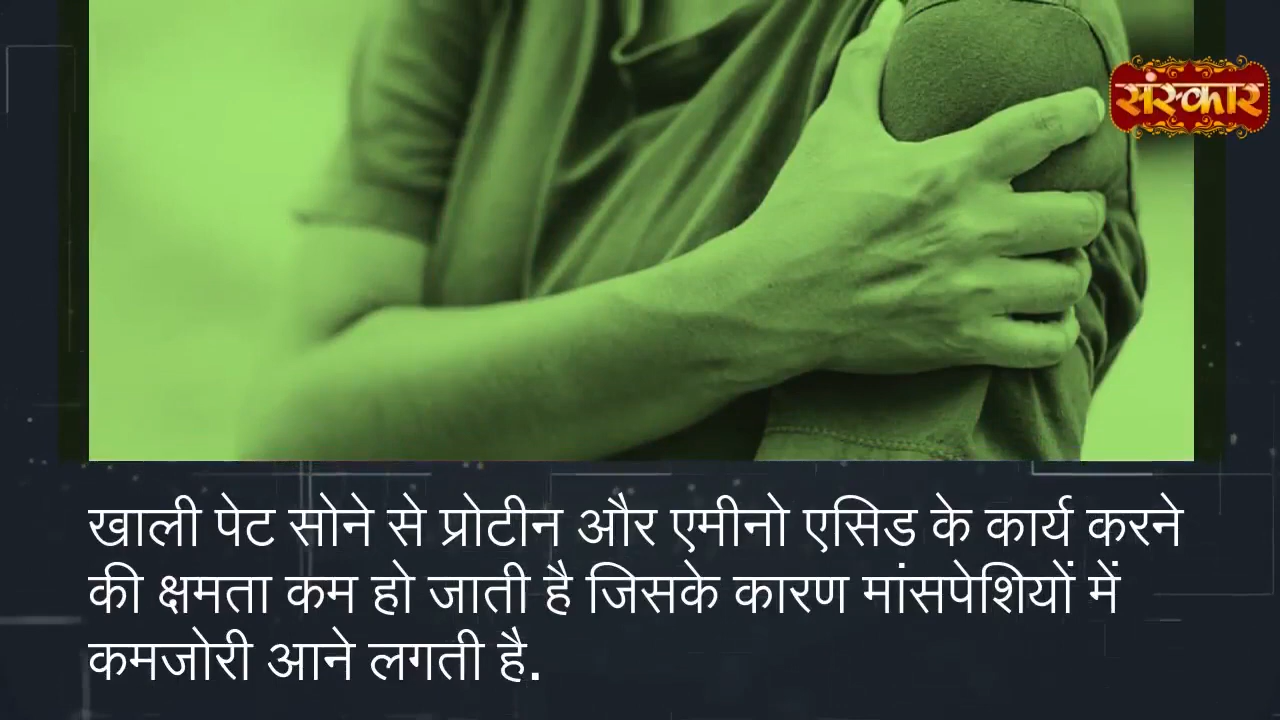 संस्कार
खाली पेट सोने से प्रोटीन और एमीनो एसिड के कार्य करने
की क्षमता कम हो जाती है जिसके कारण मांसपेशियों में
कमजोरी आने लगती है.